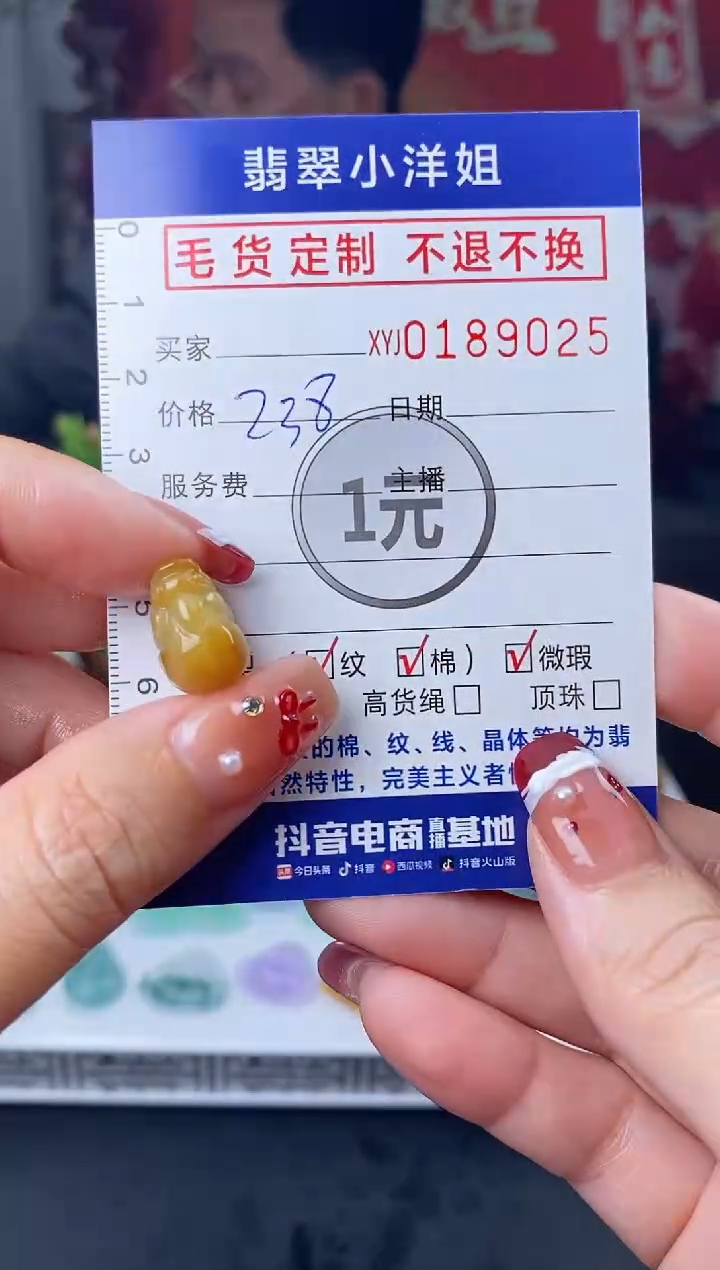 翡翠小洋姐
毛货定制 不退不换
0
1
2
3
5
6
买家 XYJ0189025
价格 238 日期
服务费 主播
1元
纹 棉） 微瑕
高货绳 顶珠
的棉、纹、线、晶体等均为翡
然特性，完美主义者
抖音电商直播基地
头条 今日头条 抖音 西瓜视频 抖音火山版